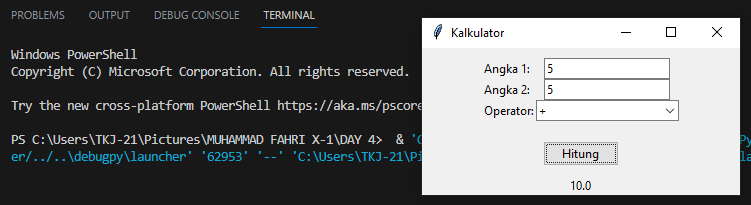 PROBLEMS OUTPUT DEBUG CONSOLE TERMINAL
Windows PowerShell
Copyright (C) Microsoft Corporation. All rights reserved.
Try the new cross-platform PowerShell https://aka.ms/pscore
PS C:\Users\TKJ-21\Pictures\MUHAMMAD FAHRI X-1\DAY 4> & 'C
er/../..\debugpy\launcher' '62953' '--' 'C:\Users\TKJ-21\Pi
Kalkulator
Angka 1: 5
Angka 2: 5
Operator: +
Hitung
10.0